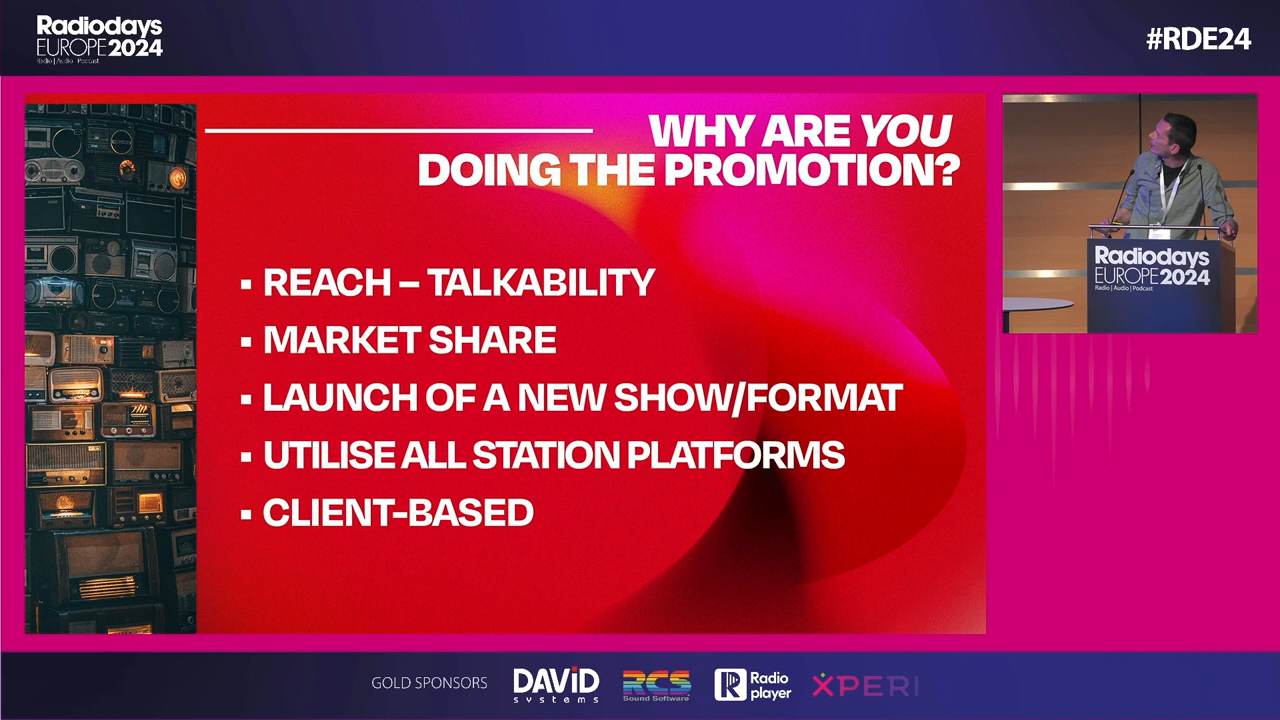 Radiodays
EUROPE 2024
Radio | Audio | Podcast
#RDE24
WHY ARE YOU
DOING THE PROMOTION?
▪ REACH – TALKABILITY
▪ MARKET SHARE
▪ LAUNCH OF A NEW SHOW/FORMAT
▪ UTILISE ALL STATION PLATFORMS
▪ CLIENT-BASED
Radiodays
EUROPE 2024
Radio | Audio | Podcast
GOLD SPONSORS
DAViD
systems
RCS
Sound Software
Radio
player
XPERI